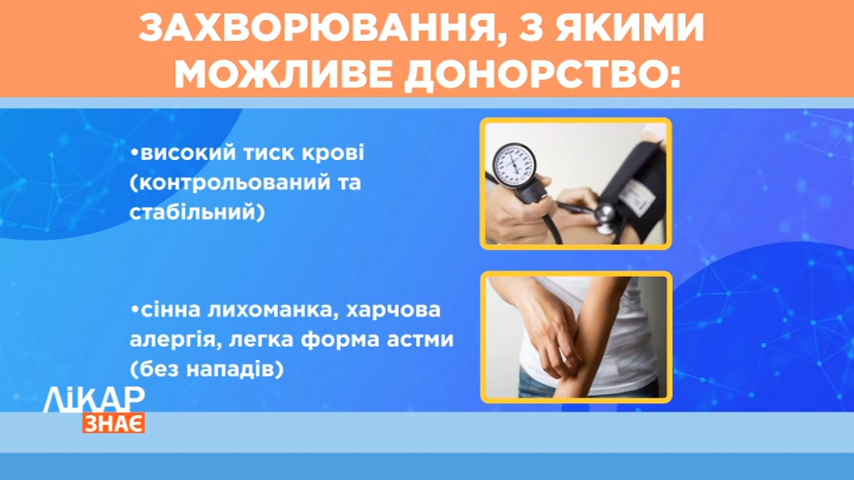 ЗАХВОРЮВАННЯ, З ЯКИМИ
МОЖЛИВЕ ДОНОРСТВО:
•високий тиск крові
(контрольований та
стабільний)
•сінна лихоманка, харчова
алергія, легка форма астми
(без нападів)
ЛіКАР
ЗНАЄ